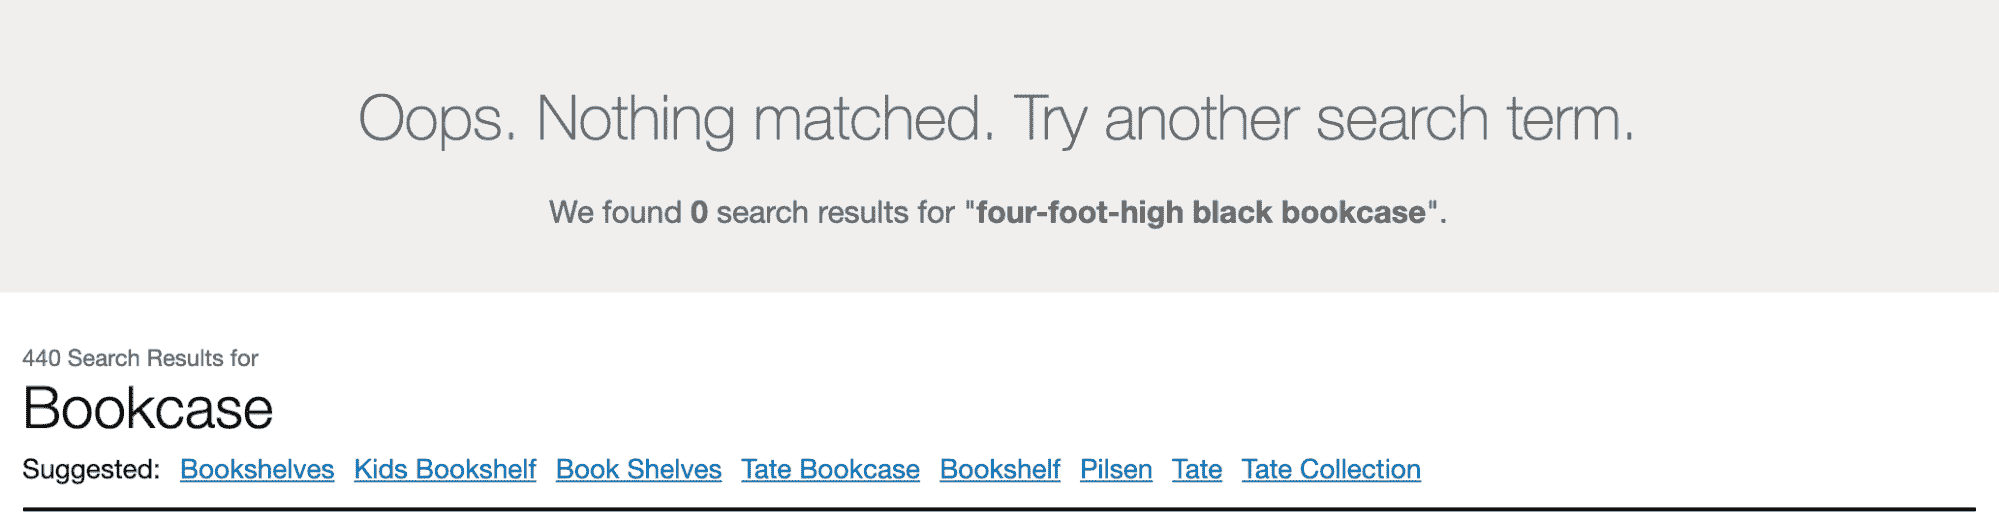 Oops. Nothing matched. Try another search term.
We found 0 search results for "four-foot-high black bookcase".
440 Search Results for
Bookcase
Suggested: Bookshelves Kids Bookshelf Book Shelves Tate Bookcase Bookshelf Pilsen Tate Tate Collection